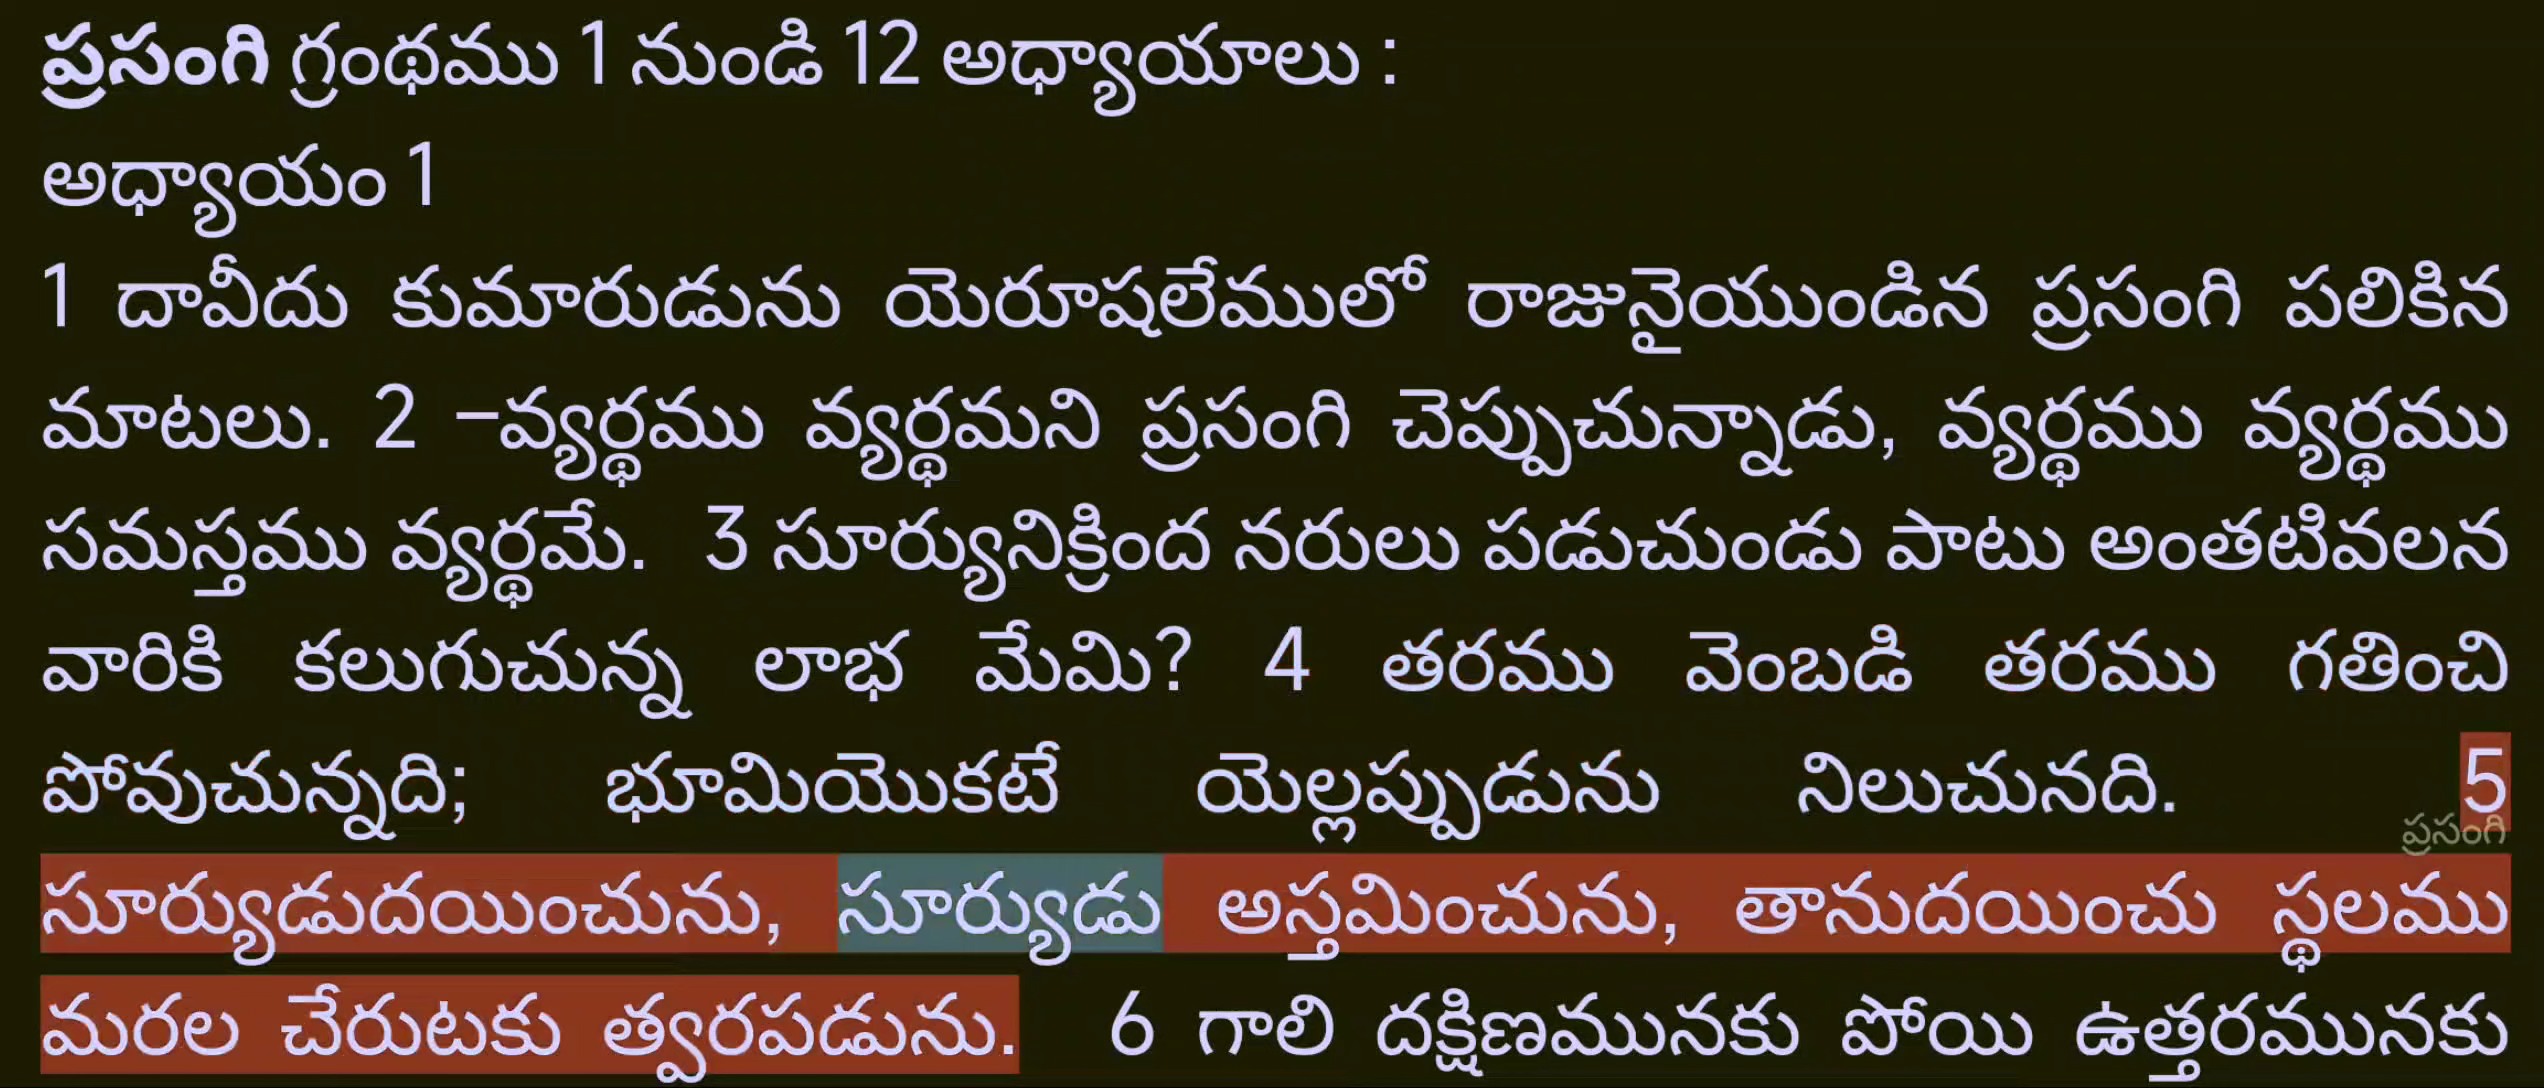 ప్రసంగి గ్రంథము 1 నుండి 12 అధ్యాయాలు :
అధ్యాయం 1
1 దావీదు కుమారుడును యెరూషలేములో రాజునైయుండిన ప్రసంగి పలికిన
మాటలు. 2 –వ్యర్థము వ్యర్థమని ప్రసంగి చెప్పుచున్నాడు, వ్యర్థము వ్యర్థము
సమస్తము వ్యర్థమే. 3 సూర్యునిక్రింద నరులు పడుచుండు పాటు అంతటివలన
వారికి కలుగుచున్న లాభ మేమి? 4 తరము వెంబడి తరము గతించి
పోవుచున్నది; భూమియొకటే యెల్లప్పుడును నిలుచునది. 5
ప్రసంగి
సూర్యుడుదయించును, సూర్యుడు అస్తమించును, తానుదయించు స్థలము
మరల చేరుటకు త్వరపడును. 6 గాలి దక్షిణమునకు పోయి ఉత్తరమునకు